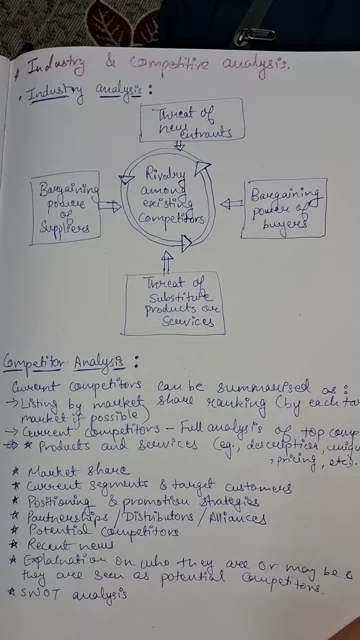 * Industry & Competitive analysis.
. Industry analysis :
Threat of
new
entrants
Bargaining
power
of
Suppliers
Rivalry
among
existing
Competitors
Bargaining
power of
buyers
Threat of
Substitute
Products or
Services
Competitor Analysis :
Current competitors can be summarised as :
→ Listing by market share ranking (by each
market if possible)
→ Current Competitors - Full analysis of top
⇒ * Products and services (eg., description,
, pricing, etc).
* Market share
* Current segments & target customers
* Positioning & promotion strategies
* Partnerships / Distributors / Alliances
* Potential competitors
* Recent news
* Explaination on who they are or may be &
they are seen as potential competitors.
* SWOT analysis